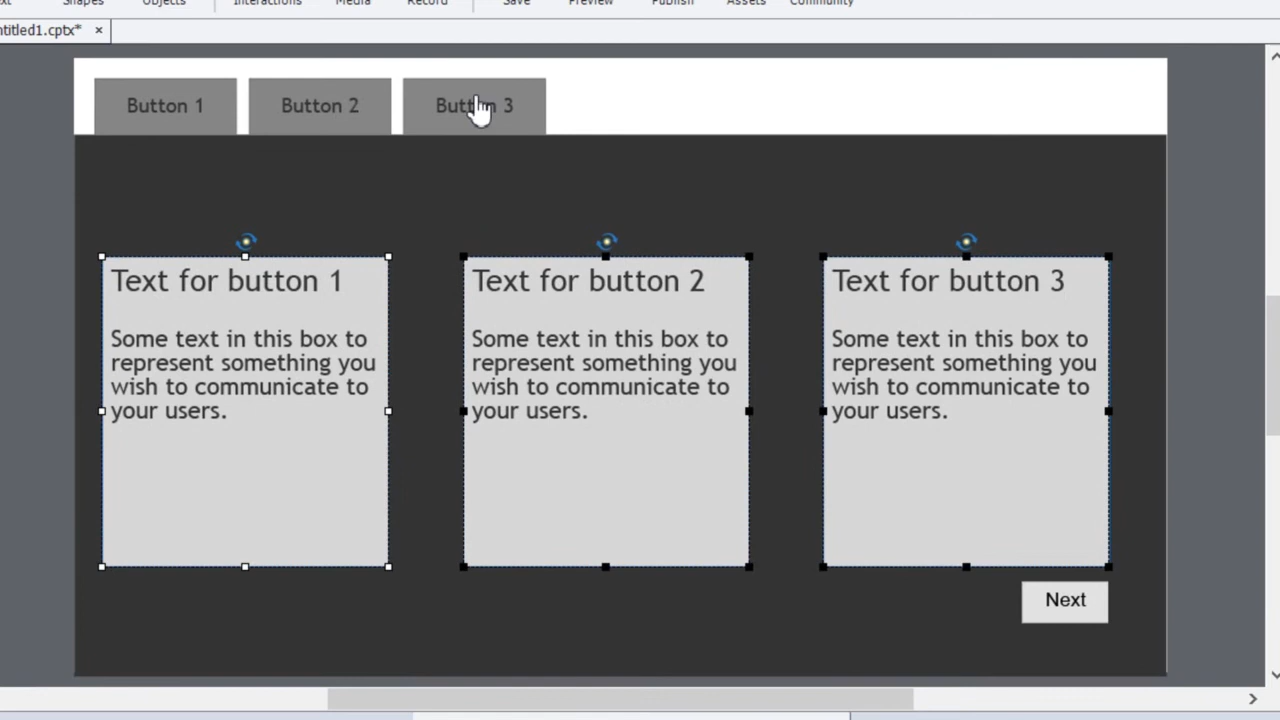 Shapes Objects Interactions Media Record Save Preview Publish Assets Community
Button 1 Button 2 Button 3
Text for button 1
Some text in this box to
represent something you
wish to communicate to
your users.
Text for button 2
Some text in this box to
represent something you
wish to communicate to
your users.
Text for button 3
Some text in this box to
represent something you
wish to communicate to
your users.
Next